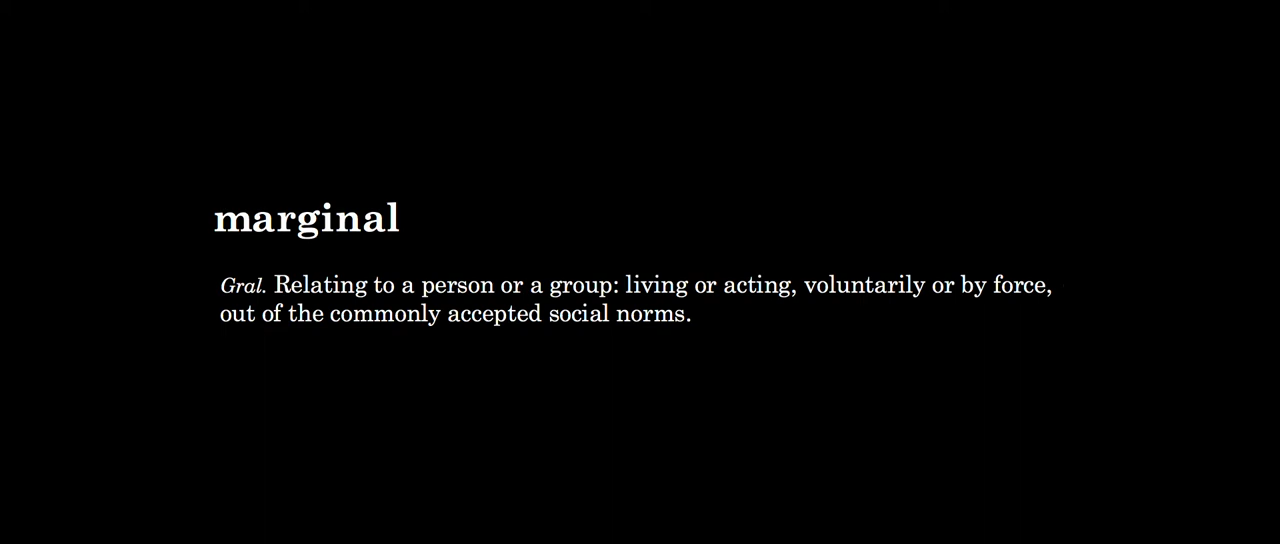 marginal
Gral. Relating to a person or a group: living or acting, voluntarily or by force,
out of the commonly accepted social norms.